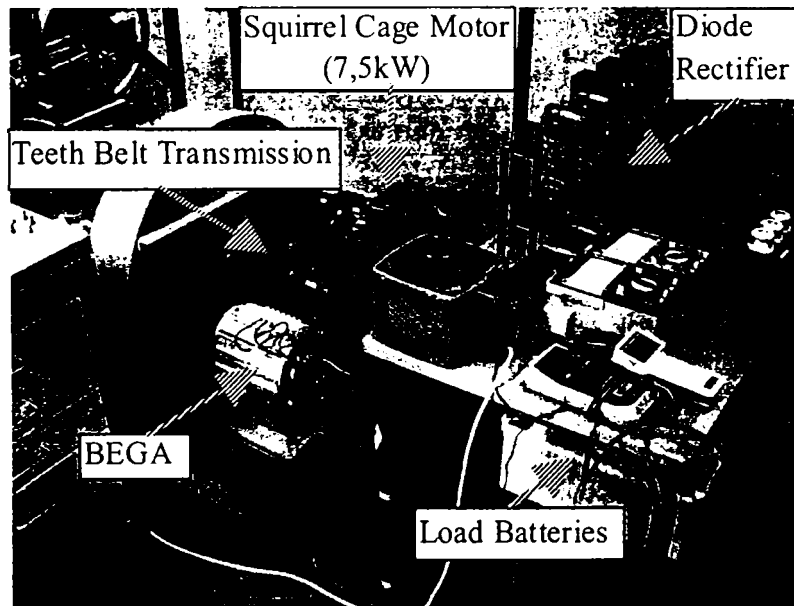 Squirrel Cage Motor
(7,5kW)
Diode
Rectifier
Teeth Belt Transmission
BEGA
Load Batteries